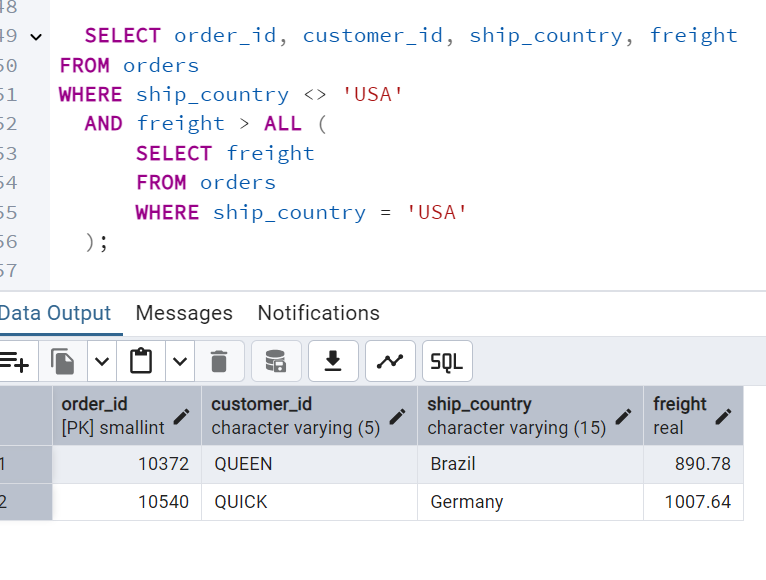 48
49 SELECT order_id, customer_id, ship_country, freight
50 FROM orders
51 WHERE ship_country <> 'USA'
52 AND freight > ALL (
53 SELECT freight
54 FROM orders
55 WHERE ship_country = 'USA'
56 );
57
Data Output Messages Notifications
SQL
order_id customer_id ship_country freight
[PK] smallint character varying (5) character varying (15) real
1 10372 QUEEN Brazil 890.78
2 10540 QUICK Germany 1007.64